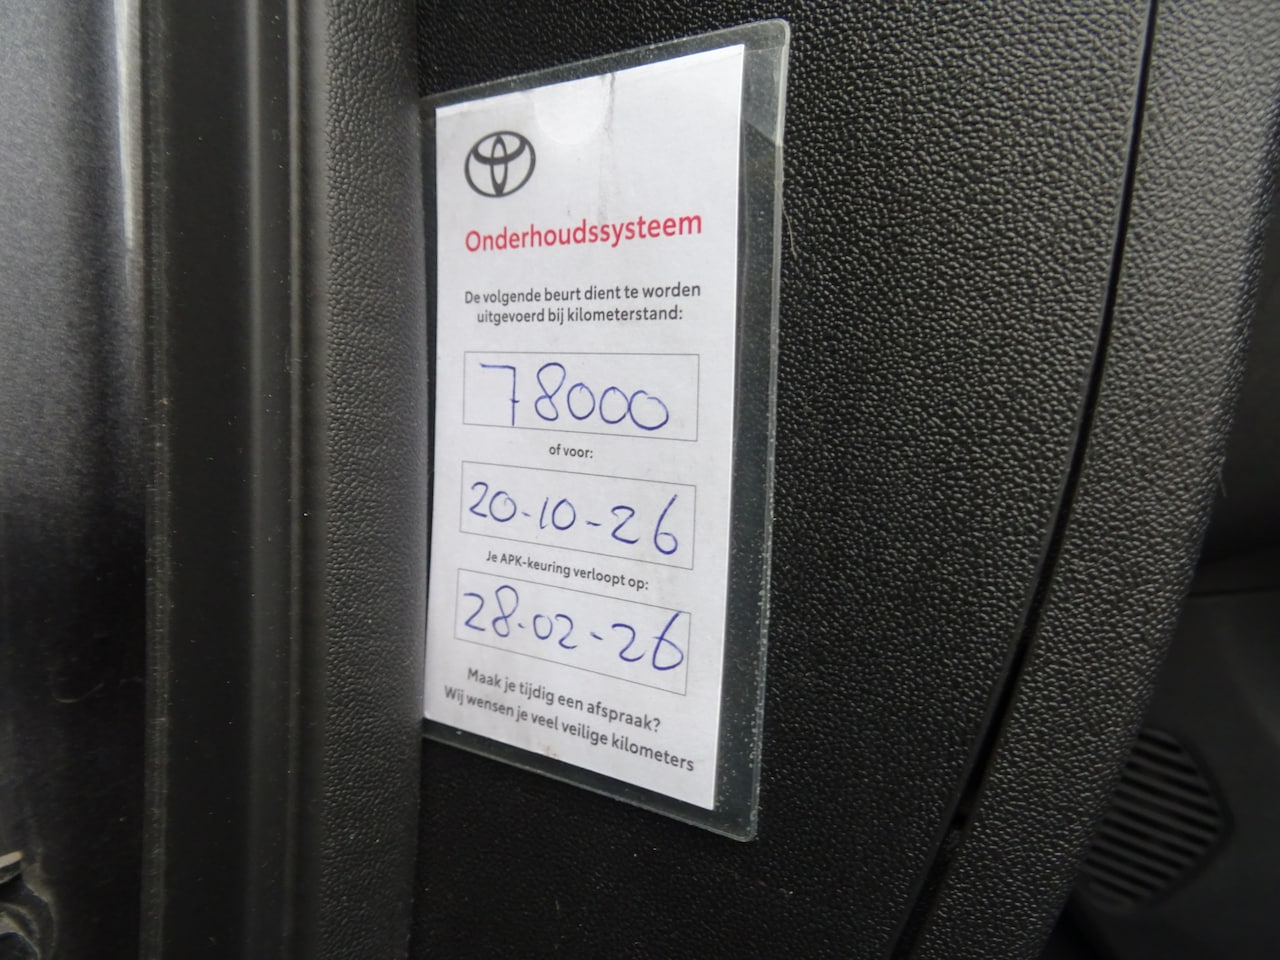 Onderhoudssysteem
De volgende beurt dient te worden
uitgevoerd bij kilometerstand:
78000
of voor:
20-10-26
Je APK-keuring verloopt op:
28-02-26
Maak je tijdig een afspraak?
Wij wensen je veel veilige kilometers